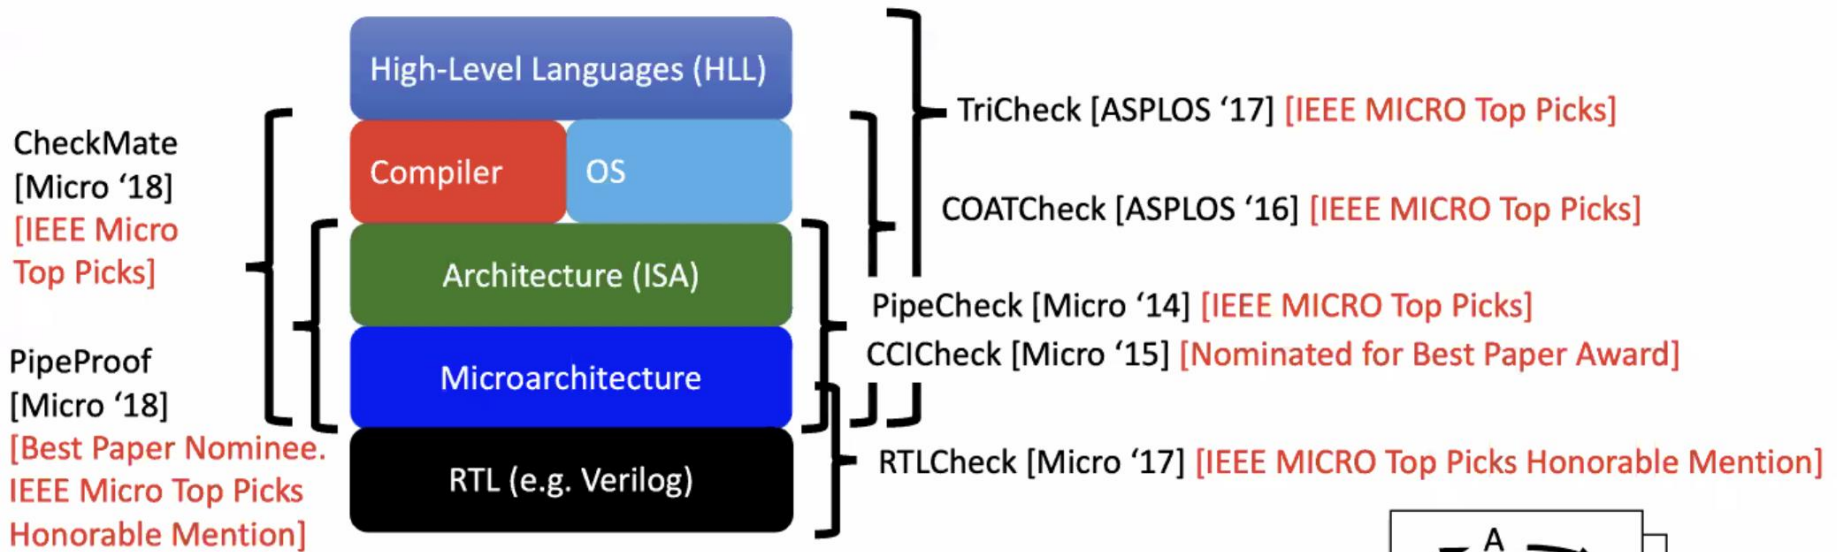 High-Level Languages (HLL)
Compiler
OS
Architecture (ISA)
Microarchitecture
RTL (e.g. Verilog)
CheckMate
[Micro ‘18]
[IEEE Micro
Top Picks]
PipeProof
[Micro ‘18]
[Best Paper Nominee.
IEEE Micro Top Picks
Honorable Mention]
TriCheck [ASPLOS ‘17] [IEEE MICRO Top Picks]
COATCheck [ASPLOS ‘16] [IEEE MICRO Top Picks]
PipeCheck [Micro ‘14] [IEEE MICRO Top Picks]
CCICheck [Micro ‘15] [Nominated for Best Paper Award]
RTLCheck [Micro ‘17] [IEEE MICRO Top Picks Honorable Mention]
A